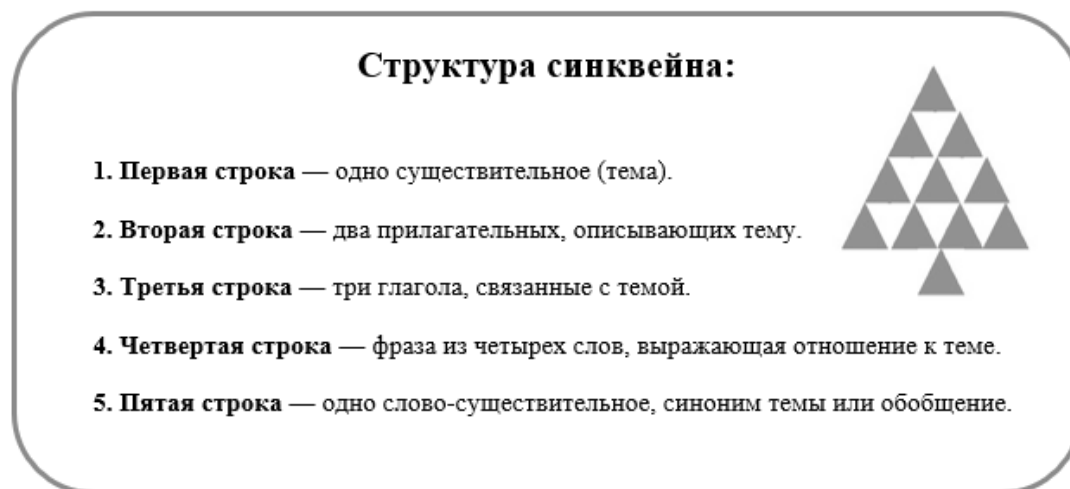 Структура синквейна:
1. Первая строка — одно существительное (тема).
2. Вторая строка — два прилагательных, описывающих тему.
3. Третья строка — три глагола, связанные с темой.
4. Четвертая строка — фраза из четырех слов, выражающая отношение к теме.
5. Пятая строка — одно слово-существительное, синоним темы или обобщение.